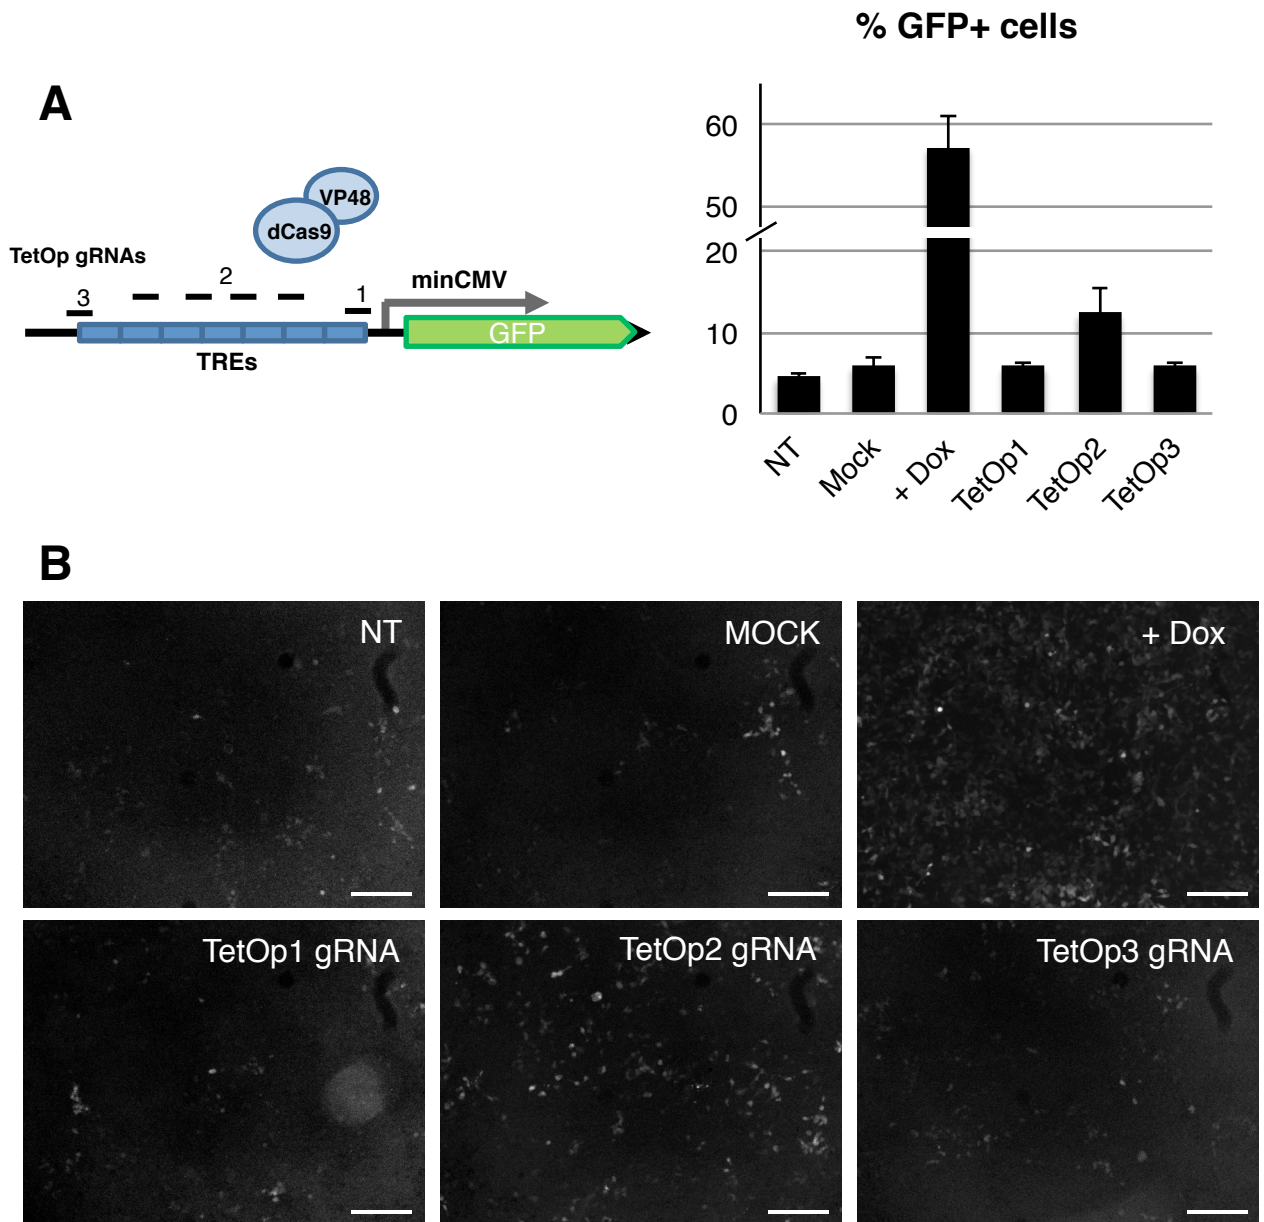 % GFP+ cells
A
VP48
dCas9
TetOp gRNAs
3
2
1
minCMV
GFP
TREs
60
50
20
10
0
NT
Mock
+ Dox
TetOp1
TetOp2
TetOp3
B
NT
MOCK
+ Dox
TetOp1 gRNA
TetOp2 gRNA
TetOp3 gRNA